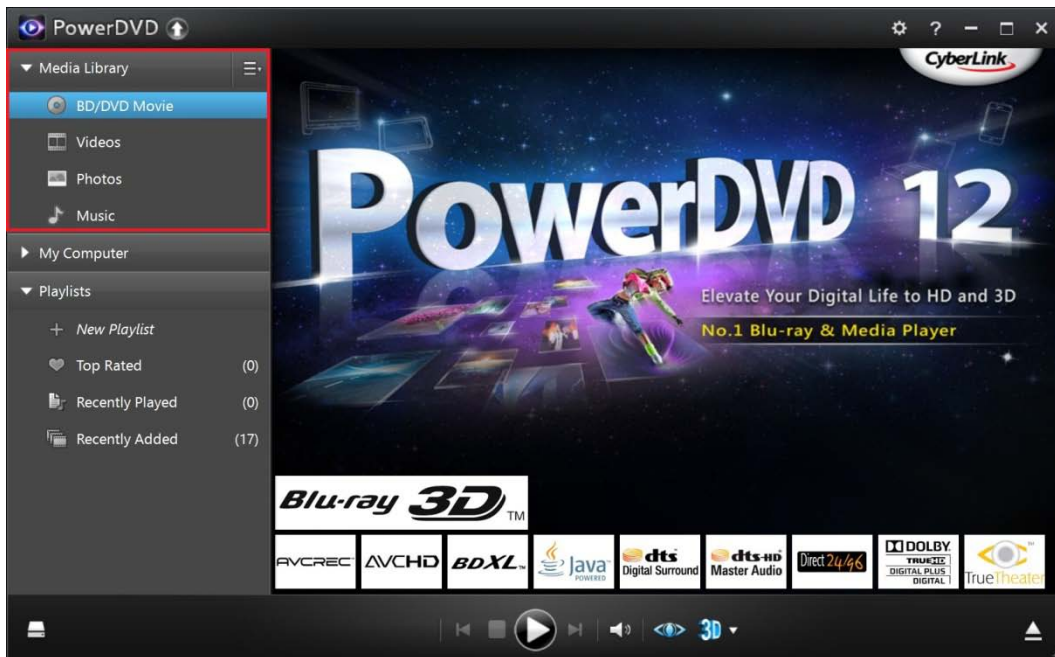 PowerDVD
? 
CyberLink
Media Library
BD/DVD Movie
Videos
Photos
Music
My Computer
Playlists
New Playlist
Top Rated (0)
Recently Played (0)
Recently Added (17)
PowerDVD 12
Elevate Your Digital Life to HD and 3D
No.1 Blu-ray & Media Player
Blu-ray 3D TM
AVCREC™ AVCHD BDXL™ Java POWERED dts Digital Surround dts-HD Master Audio Direct 24/96 DOLBY TRUEHD DIGITAL PLUS DIGITAL TrueTheater™
3D